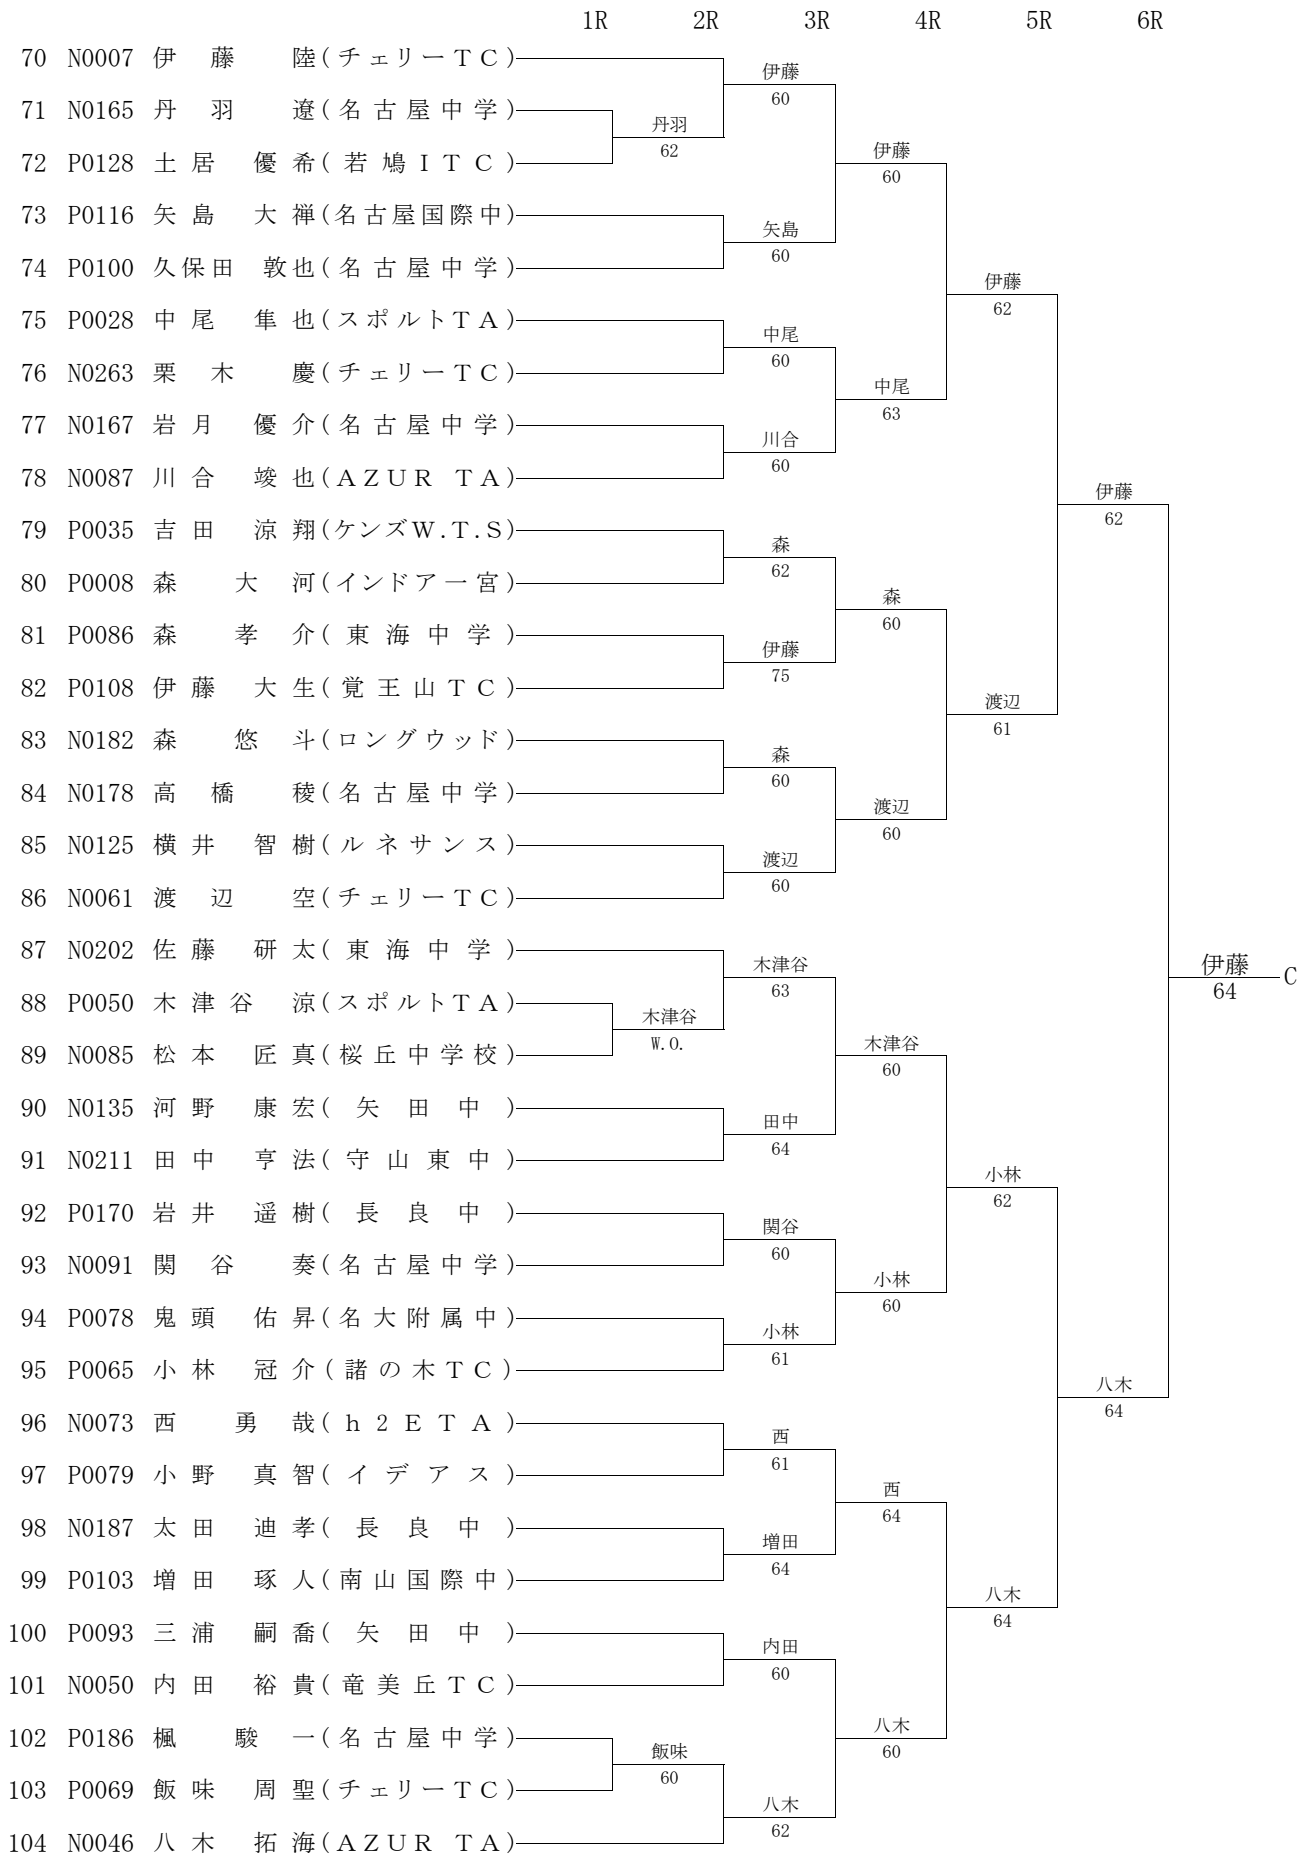 1R 2R 3R 4R 5R 6R
70 N0007 伊 藤 陸(チェリーTC)
伊藤
60
71 N0165 丹 羽 遼(名古屋中学)
丹羽
62
72 P0128 土居 優希(若鳩ITC)
伊藤
60
73 P0116 矢島 大禅(名古屋国際中)
矢島
60
74 P0100 久保田 敦也(名古屋中学)
伊藤
62
75 P0028 中尾 隼也(スポルトTA)
中尾
60
76 N0263 栗 木 慶(チェリーTC)
中尾
63
77 N0167 岩月 優介(名古屋中学)
川合
60
78 N0087 川合 竣也(AZUR TA)
伊藤
62
79 P0035 吉田 涼翔(ケンズW.T.S)
森
62
80 P0008 森 大 河(インドア一宮)
森
60
81 P0086 森 孝 介(東海中学)
伊藤
75
82 P0108 伊藤 大生(覚王山TC)
渡辺
61
83 N0182 森 悠 斗(ロングウッド)
森
60
84 N0178 高 橋 稜(名古屋中学)
渡辺
60
85 N0125 横井 智樹(ルネサンス)
渡辺
60
86 N0061 渡 辺 空(チェリーTC)
87 N0202 佐藤 研太(東海中学)
伊藤
64
C
木津谷
63
88 P0050 木津谷 涼(スポルトTA)
木津谷
W.O.
89 N0085 松本 匠真(桜丘中学校)
木津谷
60
90 N0135 河野 康宏(矢田中)
田中
64
91 N0211 田中 亨法(守山東中)
小林
62
92 P0170 岩井 遥樹(長良中)
関谷
60
93 N0091 関 谷 奏(名古屋中学)
小林
60
94 P0078 鬼頭 佑昇(名大附属中)
小林
61
95 P0065 小林 冠介(諸の木TC)
八木
64
96 N0073 西 勇 哉(h2ETA)
西
61
97 P0079 小野 真智(イデアス)
西
64
98 N0187 太田 迪孝(長良中)
増田
64
99 P0103 増田 琢人(南山国際中)
八木
64
100 P0093 三浦 嗣喬(矢田中)
内田
60
101 N0050 内田 裕貴(竜美丘TC)
八木
60
102 P0186 楓 駿 一(名古屋中学)
飯味
60
103 P0069 飯味 周聖(チェリーTC)
八木
62
104 N0046 八木 拓海(AZUR TA)